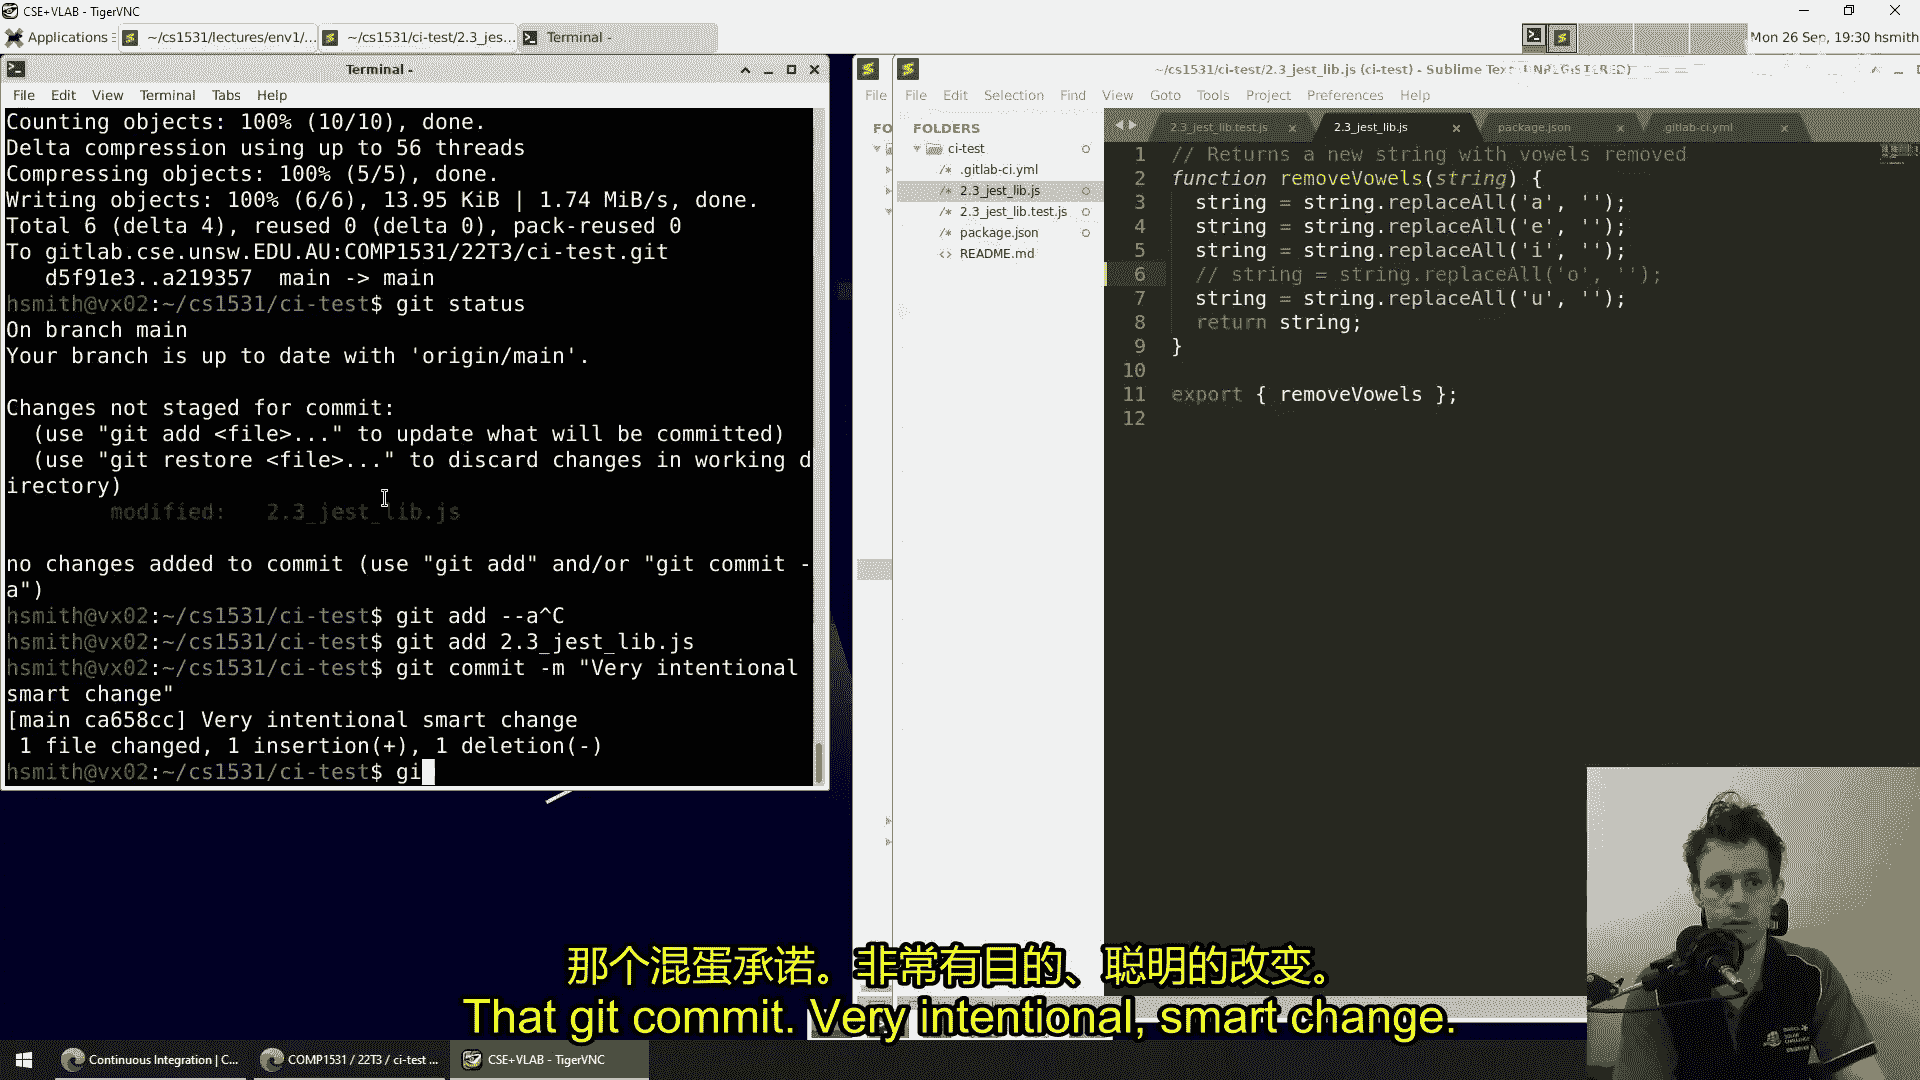 CSE+VLAB - TigerVNC
Applications
~/cs1531/lectures/env1/...
~/cs1531/ci-test/2.3_jes...
Terminal -
Mon 26 Sep, 19:30 hsmith
Terminal -
File Edit View Terminal Tabs Help
Counting objects: 100% (10/10), done.
Delta compression using up to 56 threads
Compressing objects: 100% (5/5), done.
Writing objects: 100% (6/6), 13.95 KiB | 1.74 MiB/s, done.
Total 6 (delta 4), reused 0 (delta 0), pack-reused 0
To gitlab.cse.unsw.EDU.AU:COMP1531/22T3/ci-test.git
d5f91e3..a219357 main -> main
hsmith@vx02:~/cs1531/ci-test$ git status
On branch main
Your branch is up to date with 'origin/main'.
Changes not staged for commit:
(use "git add <file>..." to update what will be committed)
(use "git restore <file>..." to discard changes in working d
irectory)
modified: 2.3_jest_lib.js
no changes added to commit (use "git add" and/or "git commit -
a")
hsmith@vx02:~/cs1531/ci-test$ git add --a^C
hsmith@vx02:~/cs1531/ci-test$ git add 2.3_jest_lib.js
hsmith@vx02:~/cs1531/ci-test$ git commit -m "Very intentional
smart change"
[main ca658cc] Very intentional smart change
1 file changed, 1 insertion(+), 1 deletion(-)
hsmith@vx02:~/cs1531/ci-test$ gi
File
FO
~/cs1531/ci-test/2.3_jest_lib.js (ci-test) - Sublime Text
File Edit Selection Find View Goto Tools Project Preferences Help
FOLDERS
ci-test
/* .gitlab-ci.yml
/* 2.3_jest_lib.js
/* 2.3_jest_lib.test.js
/* package.json
<> README.md
2.3_jest_lib.test.js
2.3_jest_lib.js
package.json
.gitlab-ci.yml
1 // Returns a new string with vowels removed
2 function removeVowels(string) {
3 string = string.replaceAll('a', '');
4 string = string.replaceAll('e', '');
5 string = string.replaceAll('i', '');
6 // string = string.replaceAll('o', '');
7 string = string.replaceAll('u', '');
8 return string;
9 }
10
11 export { removeVowels };
12
那个混蛋承诺。非常有目的、聪明的改变。
That git commit. Very intentional, smart change.
Continuous Integration | C...
COMP1531 / 22T3 / ci-test ...
CSE+VLAB - TigerVNC